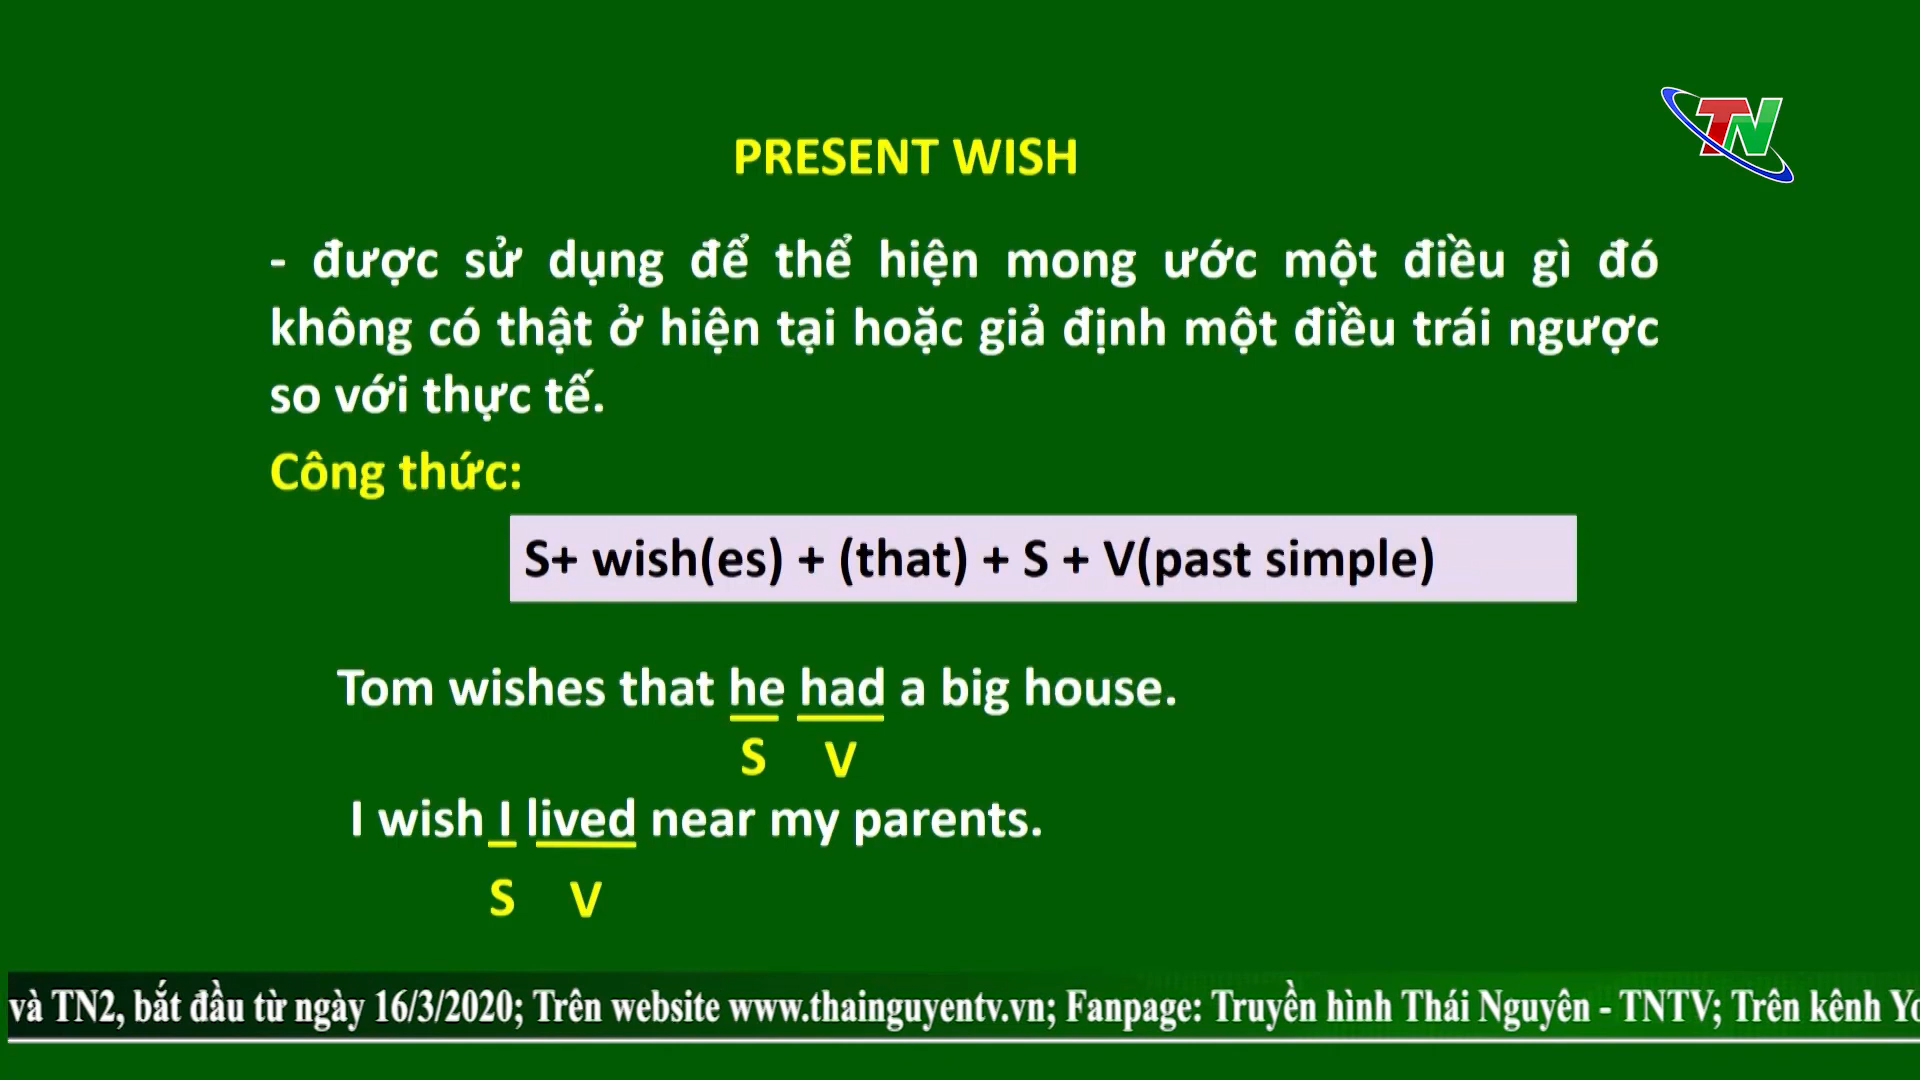 TN
PRESENT WISH
- được sử dụng để thể hiện mong ước một điều gì đó
không có thật ở hiện tại hoặc giả định một điều trái ngược
so với thực tế.
Công thức:
S+ wish(es) + (that) + S + V(past simple)
Tom wishes that he had a big house.
S V
I wish I lived near my parents.
S V
và TN2, bắt đầu từ ngày 16/3/2020; Trên website www.thainguyentv.vn; Fanpage: Truyền hình Thái Nguyên - TNTV; Trên kênh